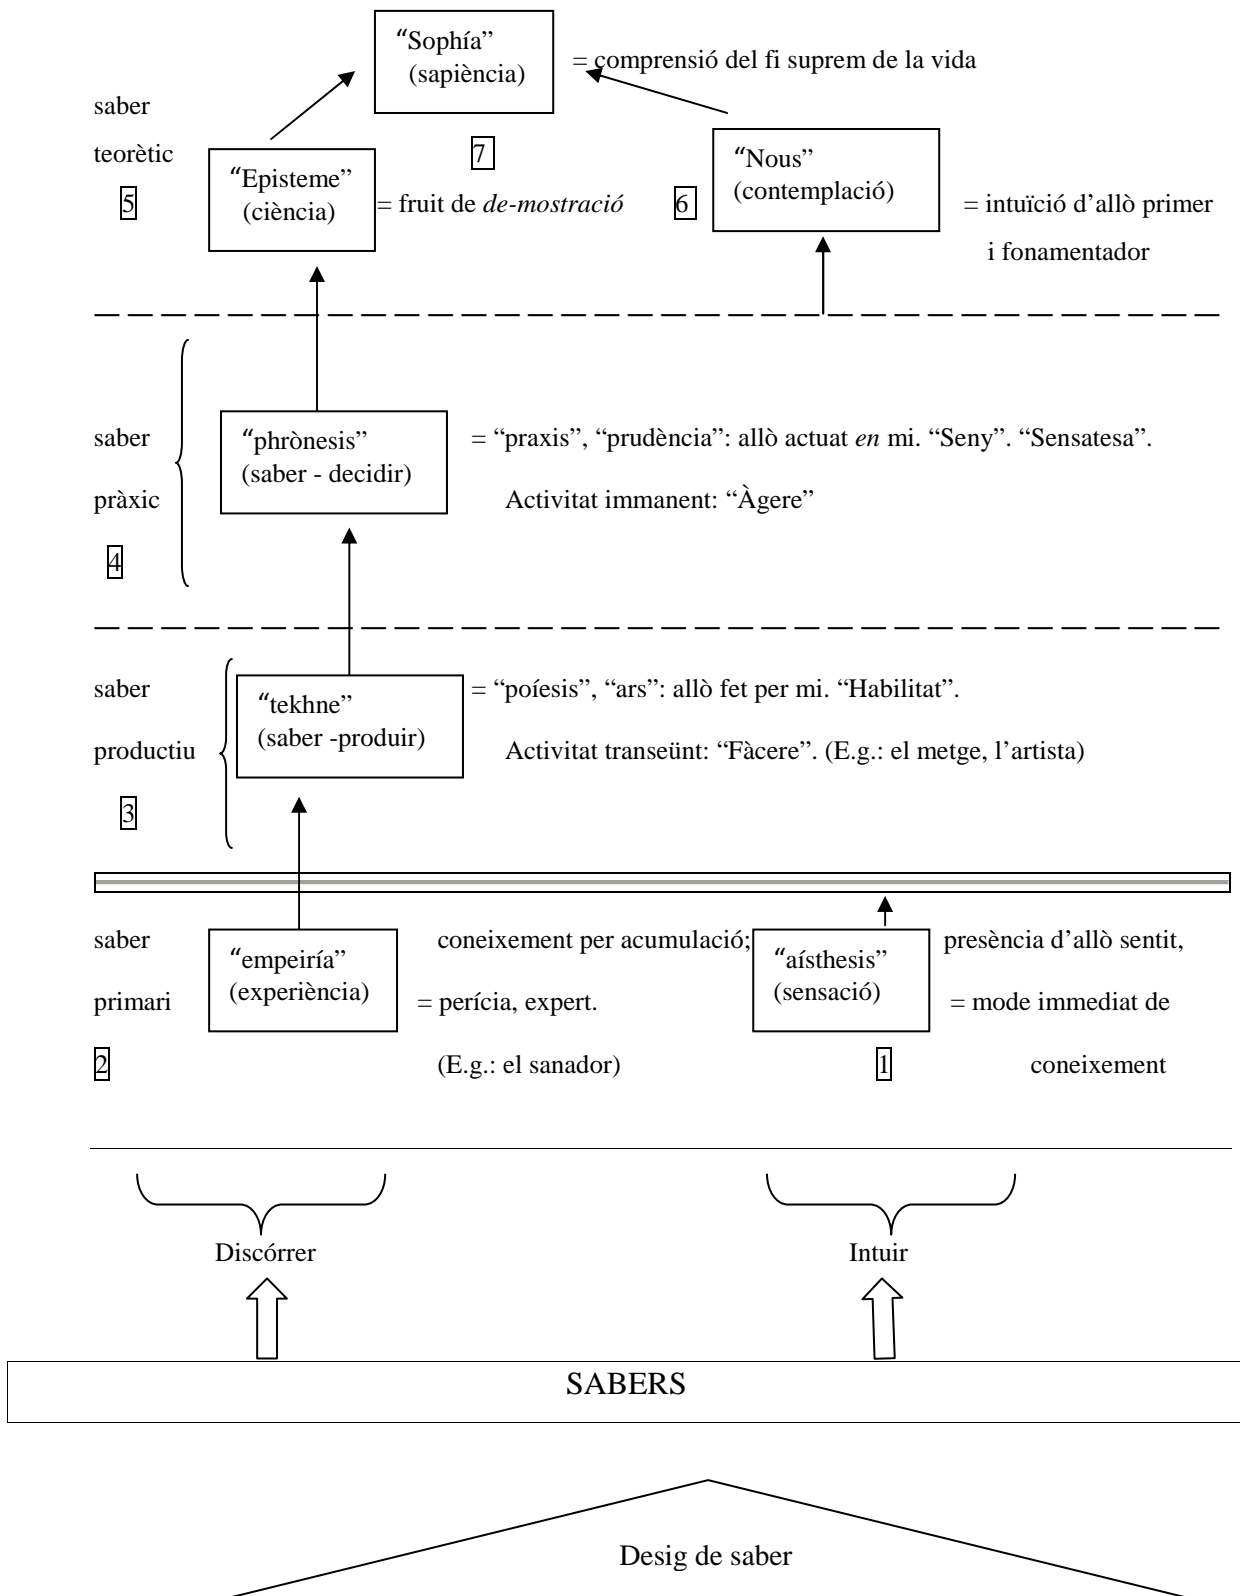 “Sophía”
(sapiència)
= comprensió del fi suprem de la vida
saber
teorètic
5
“Episteme”
(ciència)
= fruit de de-mostració
7
6
“Nous”
(contemplació)
= intuïció d’allò primer
i fonamentador
saber
pràxic
4
“phrònesis”
(saber - decidir)
= “praxis”, “prudència”: allò actuat en mi. “Seny”. “Sensatesa”.
Activitat immanent: “Àgere”
saber
productiu
3
“tekhne”
(saber -produir)
= “poíesis”, “ars”: allò fet per mi. “Habilitat”.
Activitat transeünt: “Fàcere”. (E.g.: el metge, l’artista)
saber
primari
2
“empeiría”
(experiència)
coneixement per acumulació;
= perícia, expert.
(E.g.: el sanador)
“aísthesis”
(sensació)
1
presència d’allò sentit,
= mode immediat de
coneixement
Discórrer
Intuir
SABERS
Desig de saber